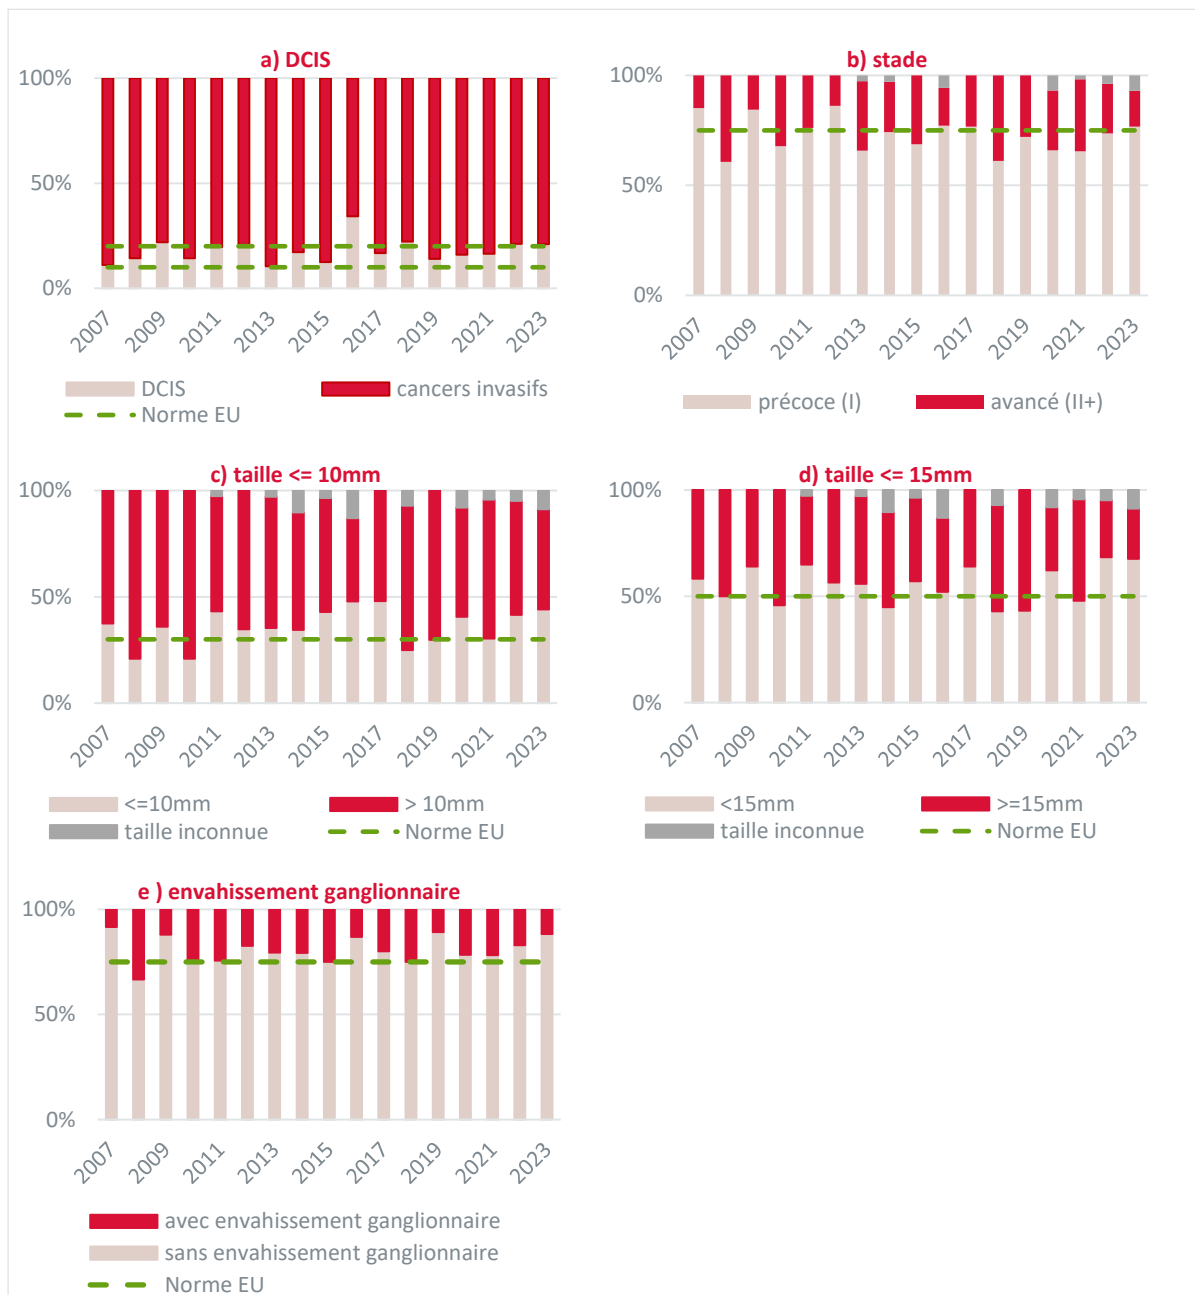 a) DCIS
100%
50%
0%
2007 2009 2011 2013 2015 2017 2019 2021 2023
DCIS cancers invasifs
Norme EU
b) stade
100%
50%
0%
2007 2009 2011 2013 2015 2017 2019 2021 2023
précoce (I) avancé (II+)
c) taille <= 10mm
100%
50%
0%
2007 2009 2011 2013 2015 2017 2019 2021 2023
<=10mm > 10mm
taille inconnue Norme EU
d) taille <= 15mm
100%
50%
0%
2007 2009 2011 2013 2015 2017 2019 2021 2023
<15mm >=15mm
taille inconnue Norme EU
e ) envahissement ganglionnaire
100%
50%
0%
2007 2009 2011 2013 2015 2017 2019 2021 2023
avec envahissement ganglionnaire
sans envahissement ganglionnaire
Norme EU